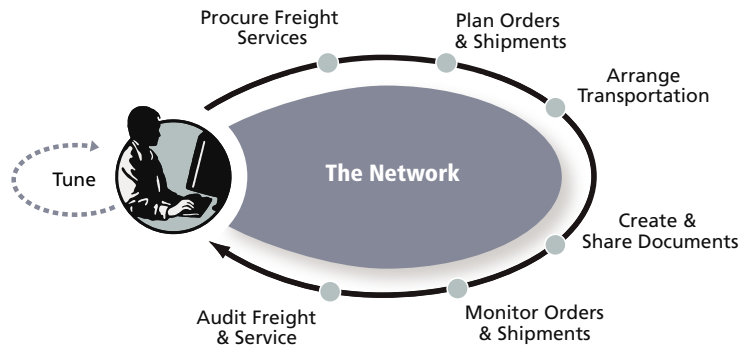 Procure Freight
Services
Plan Orders
& Shipments
Arrange
Transportation
The Network
Tune
Create &
Share Documents
Monitor Orders
& Shipments
Audit Freight
& Service